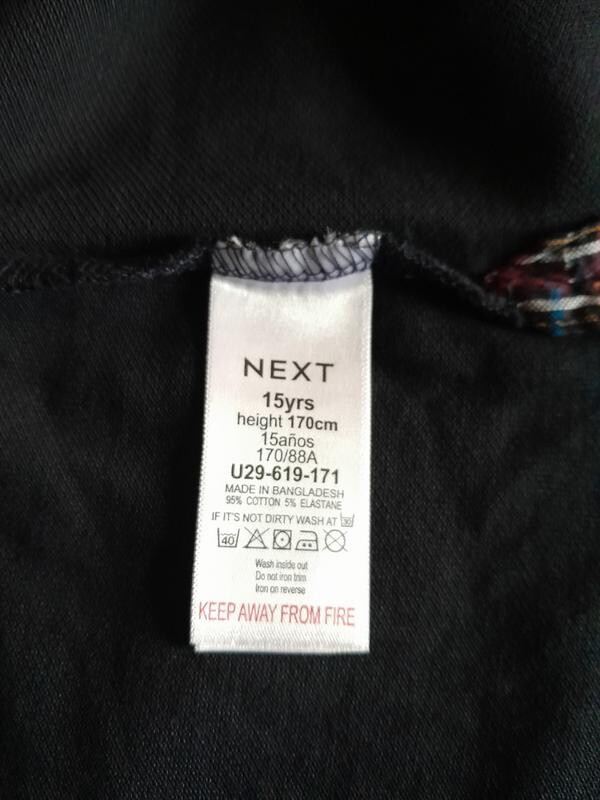 NEXT
15yrs
height 170cm
15años
170/88A
U29-619-171
MADE IN BANGLADESH
95% COTTON 5% ELASTANE
IF IT'S NOT DIRTY WASH AT 30
40
Wash inside out
Do not iron trim
Iron on reverse
KEEP AWAY FROM FIRE